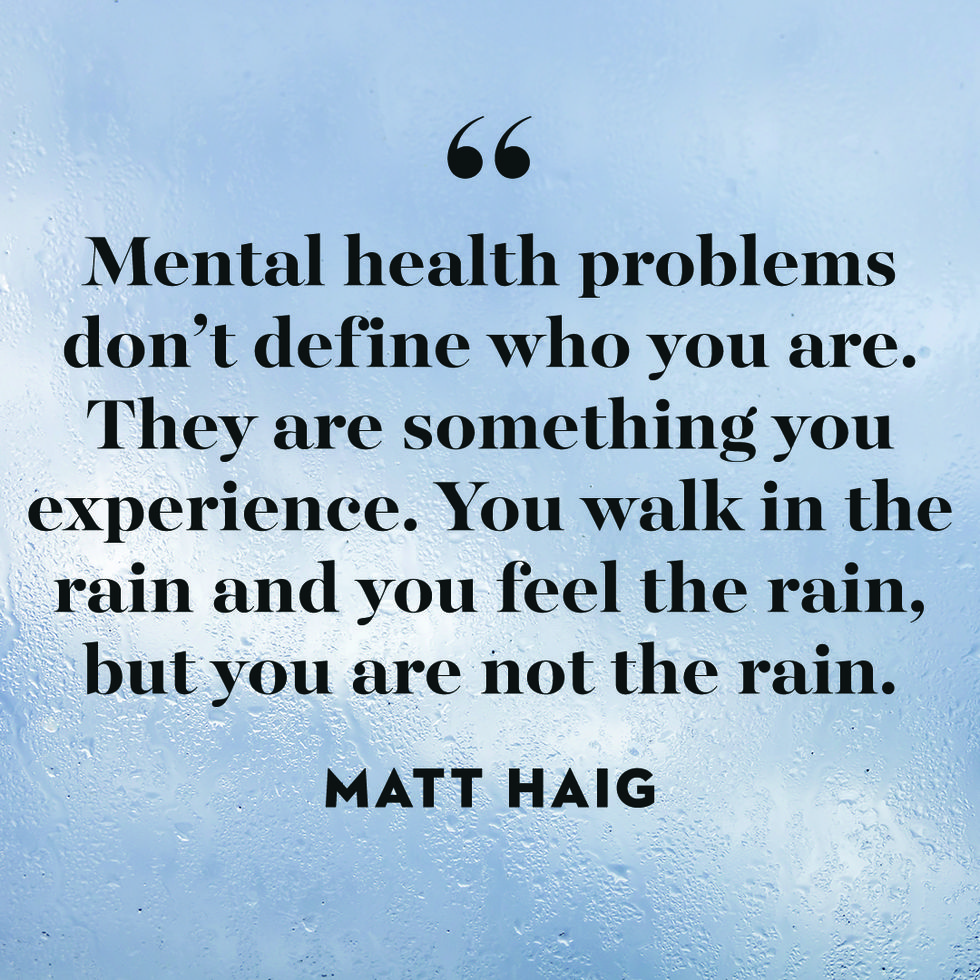 “
Mental health problems
don’t define who you are.
They are something you
experience. You walk in the
rain and you feel the rain,
but you are not the rain.
MATT HAIG